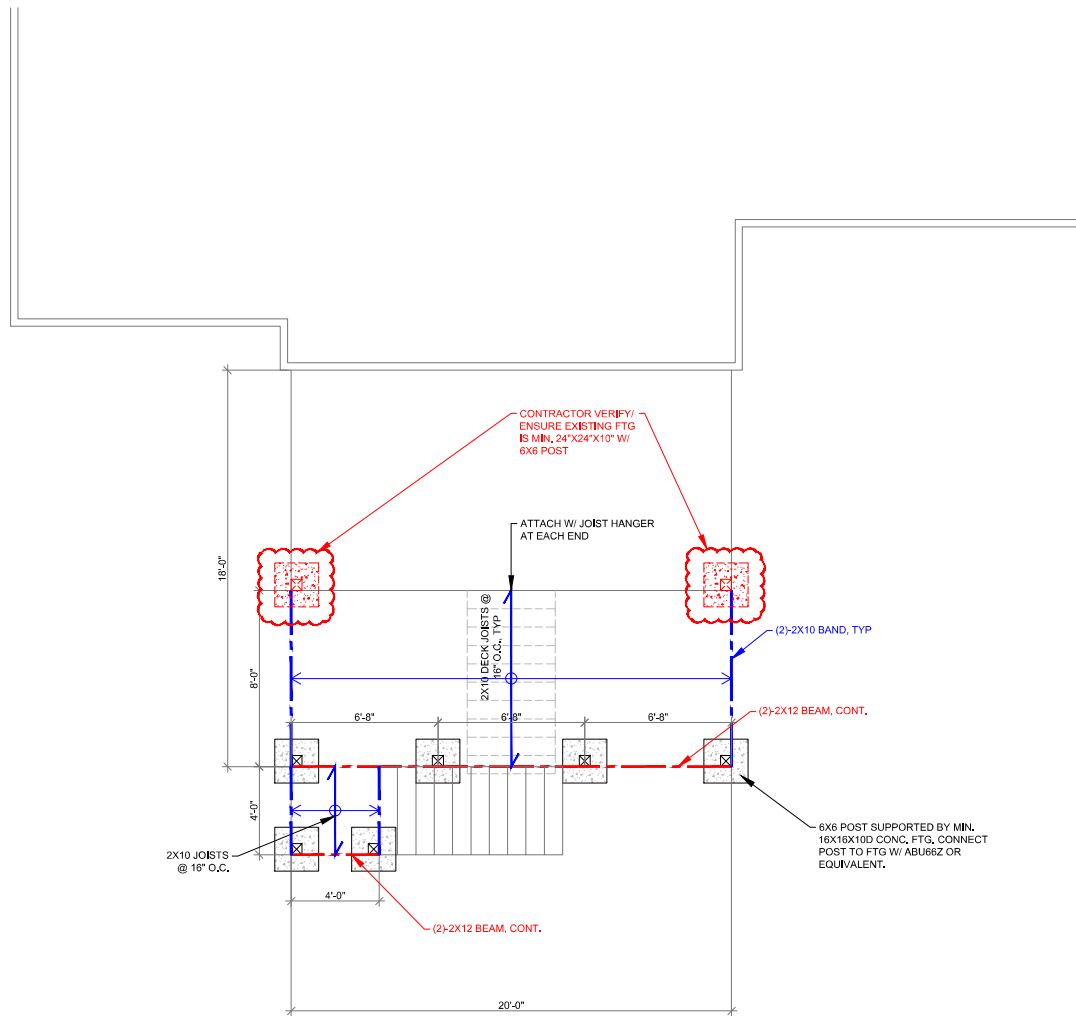 CONTRACTOR VERIFY/
ENSURE EXISTING FTG
IS MIN. 24"X24"X10" W/
6X6 POST
ATTACH W/ JOIST HANGER
AT EACH END
18'-0"
2X10 DECK JOISTS @
16" O.C., TYP
(2)-2X10 BAND, TYP
8'-0"
6'-8"
6'-8"
6'-8"
(2)-2X12 BEAM, CONT.
4'-0"
6X6 POST SUPPORTED BY MIN.
16X16X10D CONC. FTG. CONNECT
POST TO FTG W/ ABU66Z OR
EQUIVALENT.
2X10 JOISTS
@ 16" O.C.
4'-0"
(2)-2X12 BEAM, CONT.
20'-0"